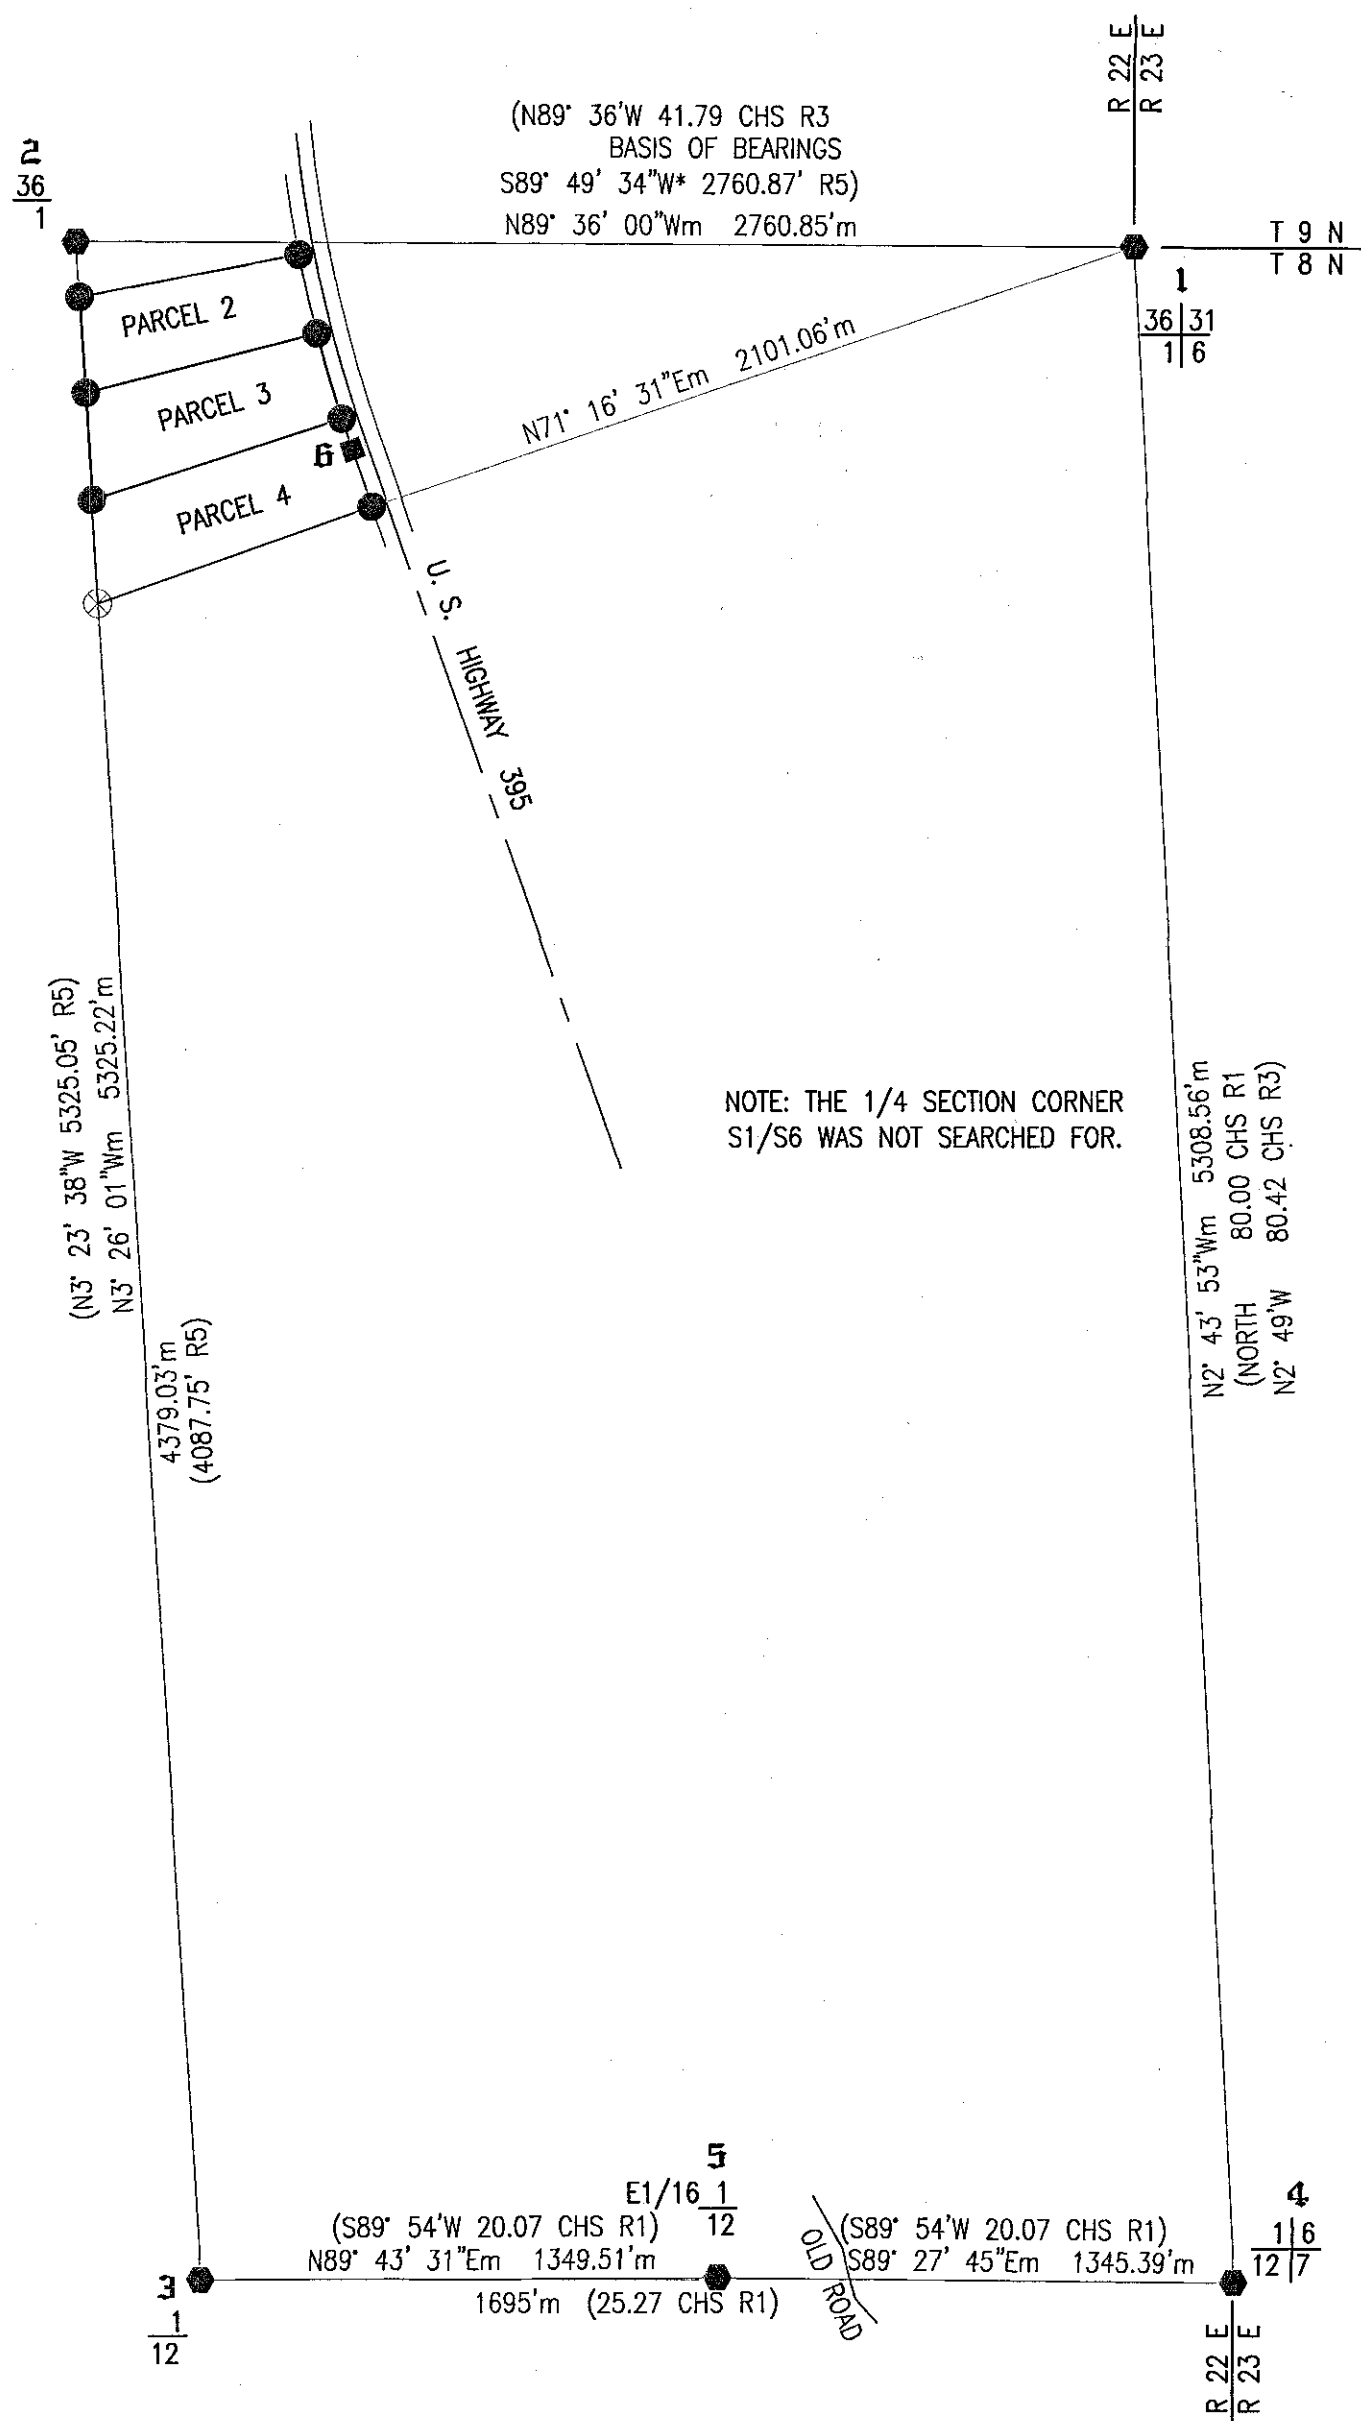 R 22 E
R 23 E
(N89° 36'W 41.79 CHS R3
BASIS OF BEARINGS
S89° 49' 34"W* 2760.87' R5)
N89° 36' 00"Wm 2760.85'm
2
36
1
T 9 N
T 8 N
1
36 31
1 6
PARCEL 2
PARCEL 3
6
PARCEL 4
N71° 16' 31"Em 2101.06'm
U. S. HIGHWAY 395
(N3° 23' 38"W 5325.05' R5)
N3° 26' 01"Wm 5325.22'm
4379.03'm
(4087.75' R5)
NOTE: THE 1/4 SECTION CORNER
S1/S6 WAS NOT SEARCHED FOR.
N2° 43' 53"Wm 5308.56'm
(NORTH 80.00 CHS R1
N2° 49'W 80.42 CHS R3)
5
E1/16 1
12
(S89° 54'W 20.07 CHS R1)
N89° 43' 31"Em 1349.51'm
1695'm (25.27 CHS R1)
OLD ROAD
(S89° 54'W 20.07 CHS R1)
S89° 27' 45"Em 1345.39'm
4
1 6
12 7
3
1
12
R 22 E
R 23 E